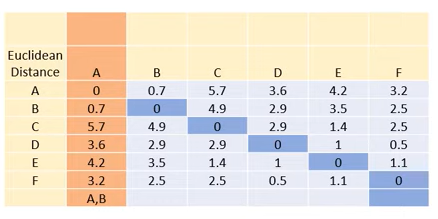 Euclidean
Distance A B C D E F
A 0 0.7 5.7 3.6 4.2 3.2
B 0.7 0 4.9 2.9 3.5 2.5
C 5.7 4.9 0 2.9 1.4 2.5
D 3.6 2.9 2.9 0 1 0.5
E 4.2 3.5 1.4 1 0 1.1
F 3.2 2.5 2.5 0.5 1.1 0
A,B